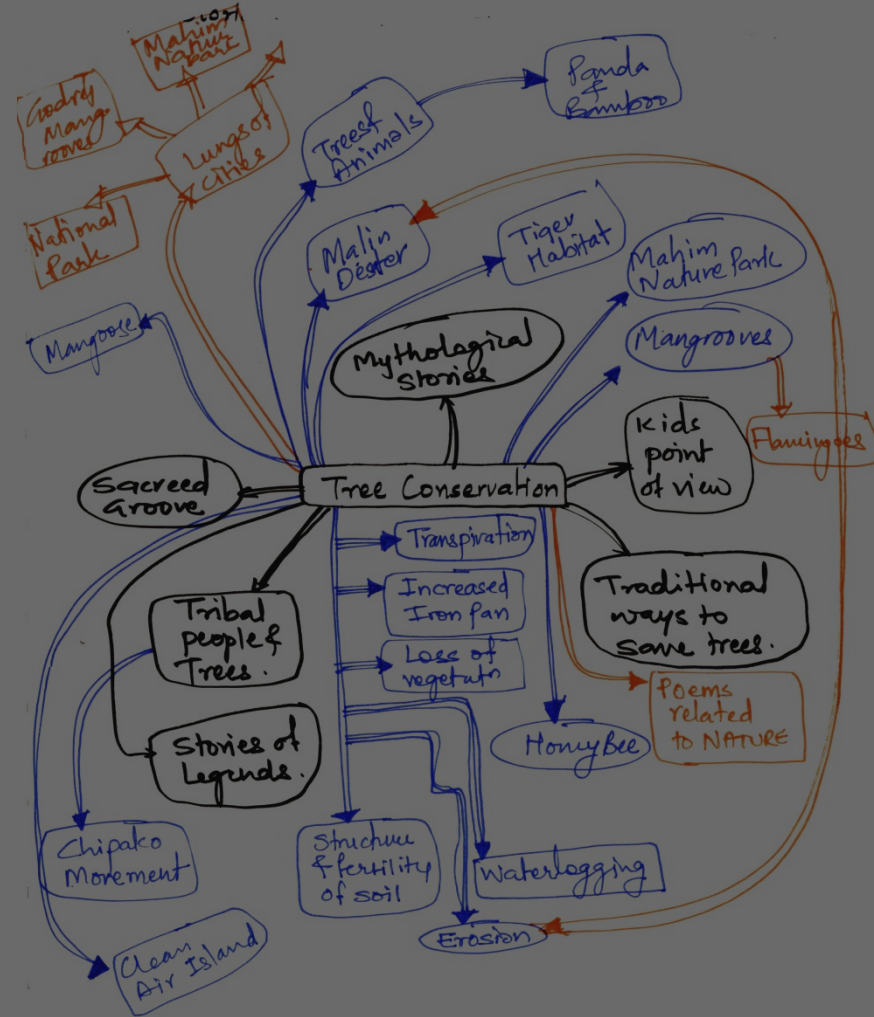 Mahim
Nature
Park
Godrej
Mang-
rooves
Lungs of
Cities
National
Park
Trees &
Animals
Panda
&
Bamboo
Malin
Dester
Tiger
Habitat
Mahim
Nature Park
Mangoose
Mythological
Stories
Mangrooves
Flamingoes
Kids
point
of view
Sacreed
Groove
Tree Conservation
Transpiration
Increased
Iron pan
Loss of
vegetatn
Tribal
people &
Trees.
Traditional
ways to
save trees.
Poems
related
to NATURE
Stories of
Legends.
Honey Bee
Chipako
Movement
Structure
& fertility
of soil
Waterlogging
Erosion
Clean
Air Island